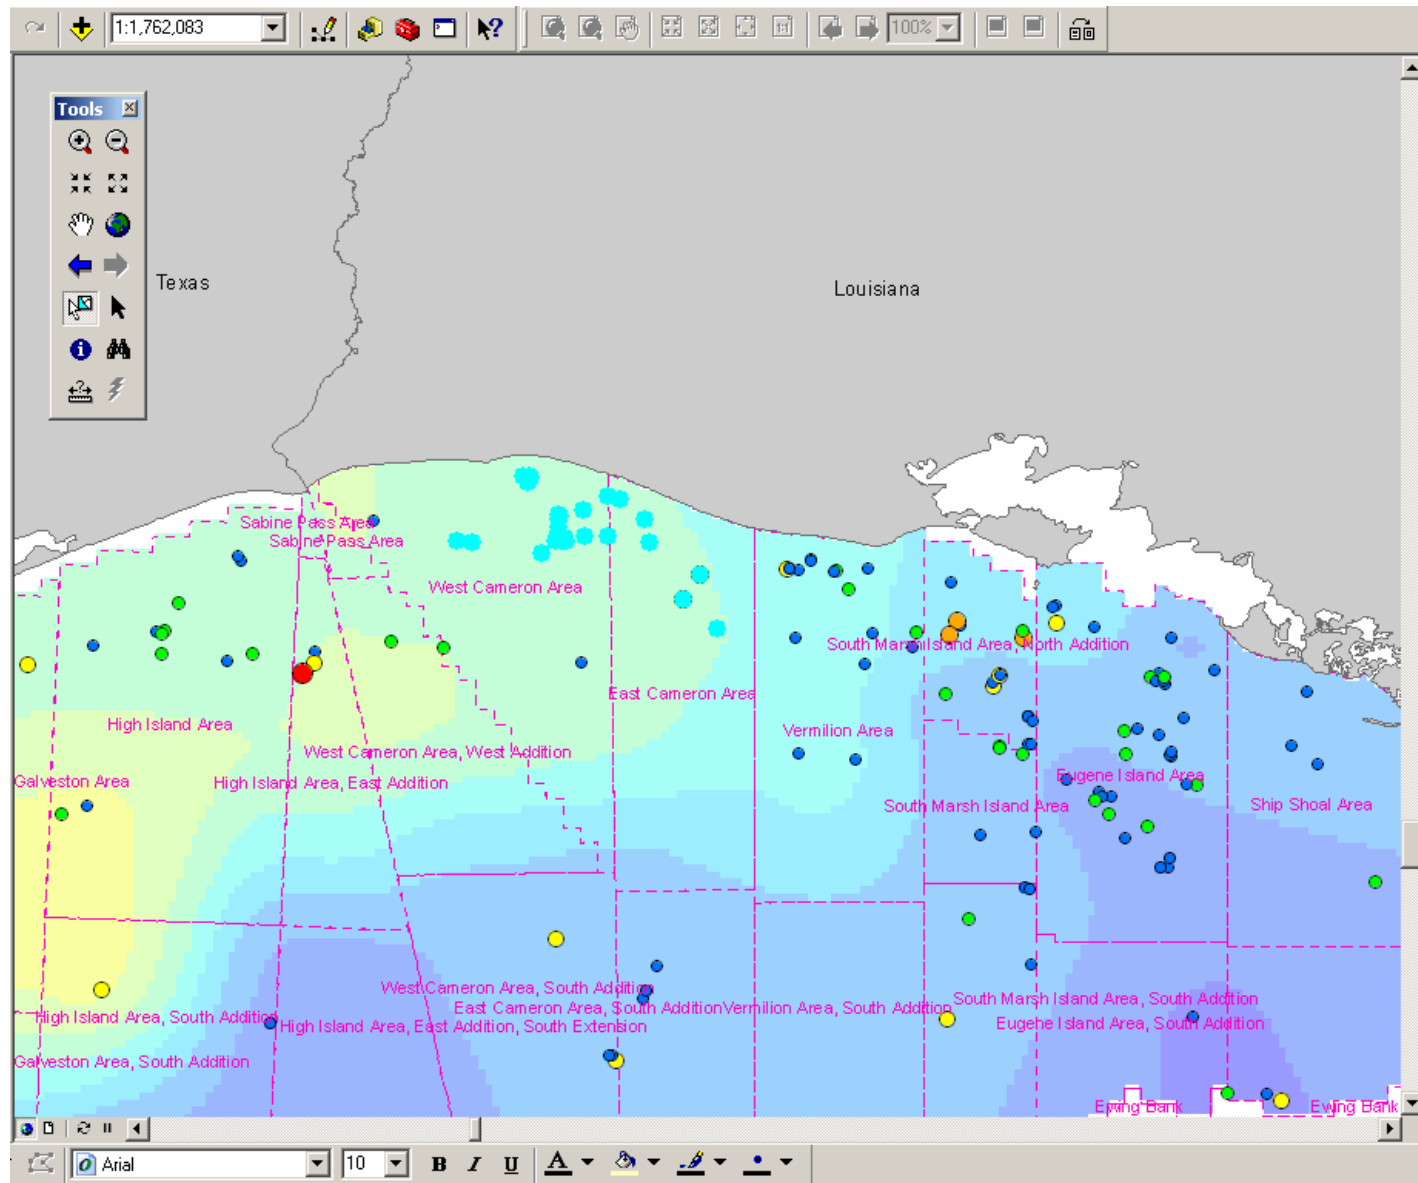 1:1,762,083
100%
Tools
Texas
Louisiana
Sabine Pass Area
Sabine Pass Area
West Cameron Area
South Marsh Island Area, North Addition
East Cameron Area
High Island Area
Vermilion Area
West Cameron Area, West Addition
Galveston Area
High Island Area, East Addition
Eugene Island Area
South Marsh Island Area
Ship Shoal Area
West Cameron Area, South Addition
South Marsh Island Area, South Addition
East Cameron Area, South Addition
Vermilion Area, South Addition
High Island Area, South Addition
High Island Area, East Addition, South Extension
Eugene Island Area, South Addition
Galveston Area, South Addition
Ewing Bank
Ewing Bank
Arial
10
B I U A